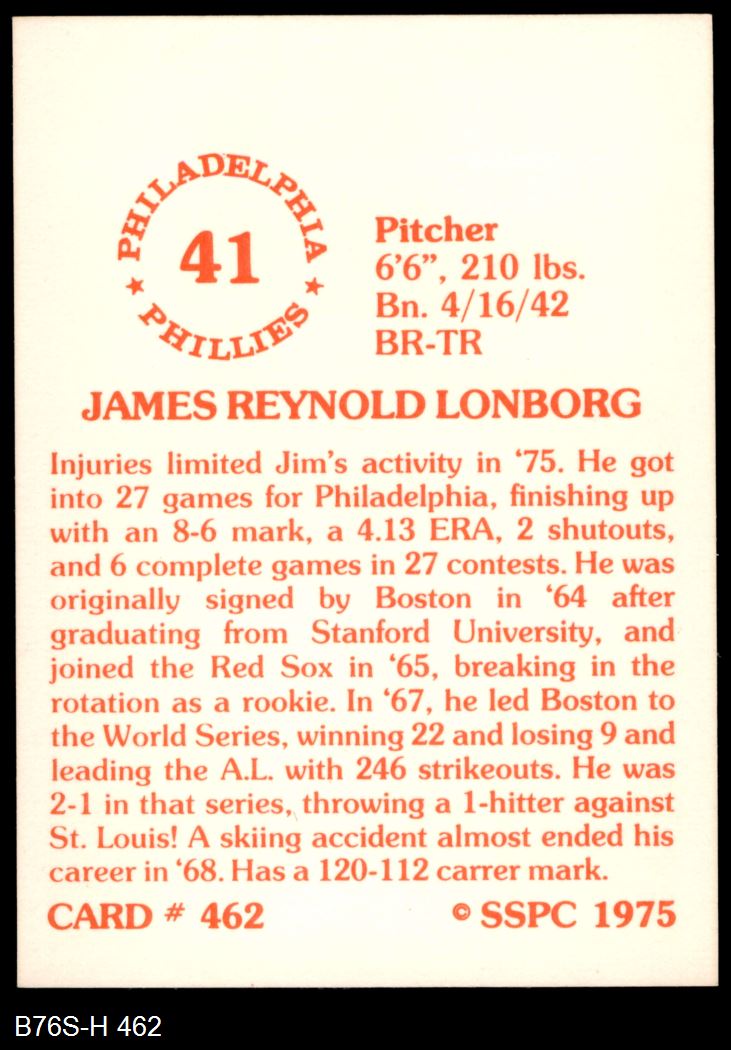 PHILADELPHIA
41
★ PHILLIES ★
Pitcher
6'6”, 210 lbs.
Bn. 4/16/42
BR-TR
JAMES REYNOLD LONBORG
Injuries limited Jim's activity in ‘75. He got
into 27 games for Philadelphia, finishing up
with an 8-6 mark, a 4.13 ERA, 2 shutouts,
and 6 complete games in 27 contests. He was
originally signed by Boston in ‘64 after
graduating from Stanford University, and
joined the Red Sox in ‘65, breaking in the
rotation as a rookie. In ‘67, he led Boston to
the World Series, winning 22 and losing 9 and
leading the A.L. with 246 strikeouts. He was
2-1 in that series, throwing a 1-hitter against
St. Louis! A skiing accident almost ended his
career in ‘68. Has a 120-112 carrer mark.
CARD # 462 © SSPC 1975
B76S-H 462